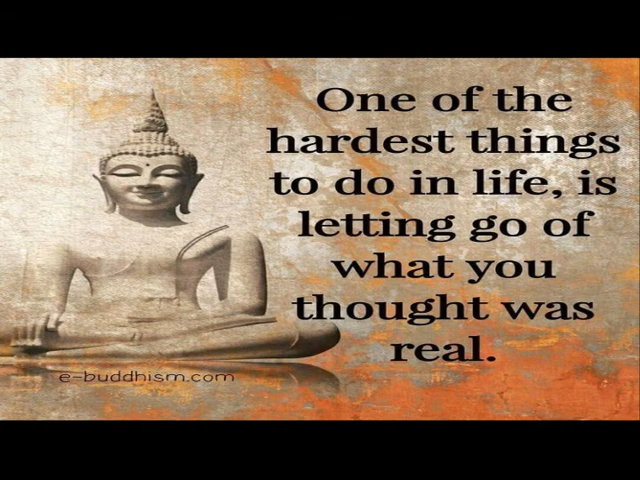 One of the
hardest things
to do in life, is
letting go of
what you
thought was
real.
e-buddhism.com